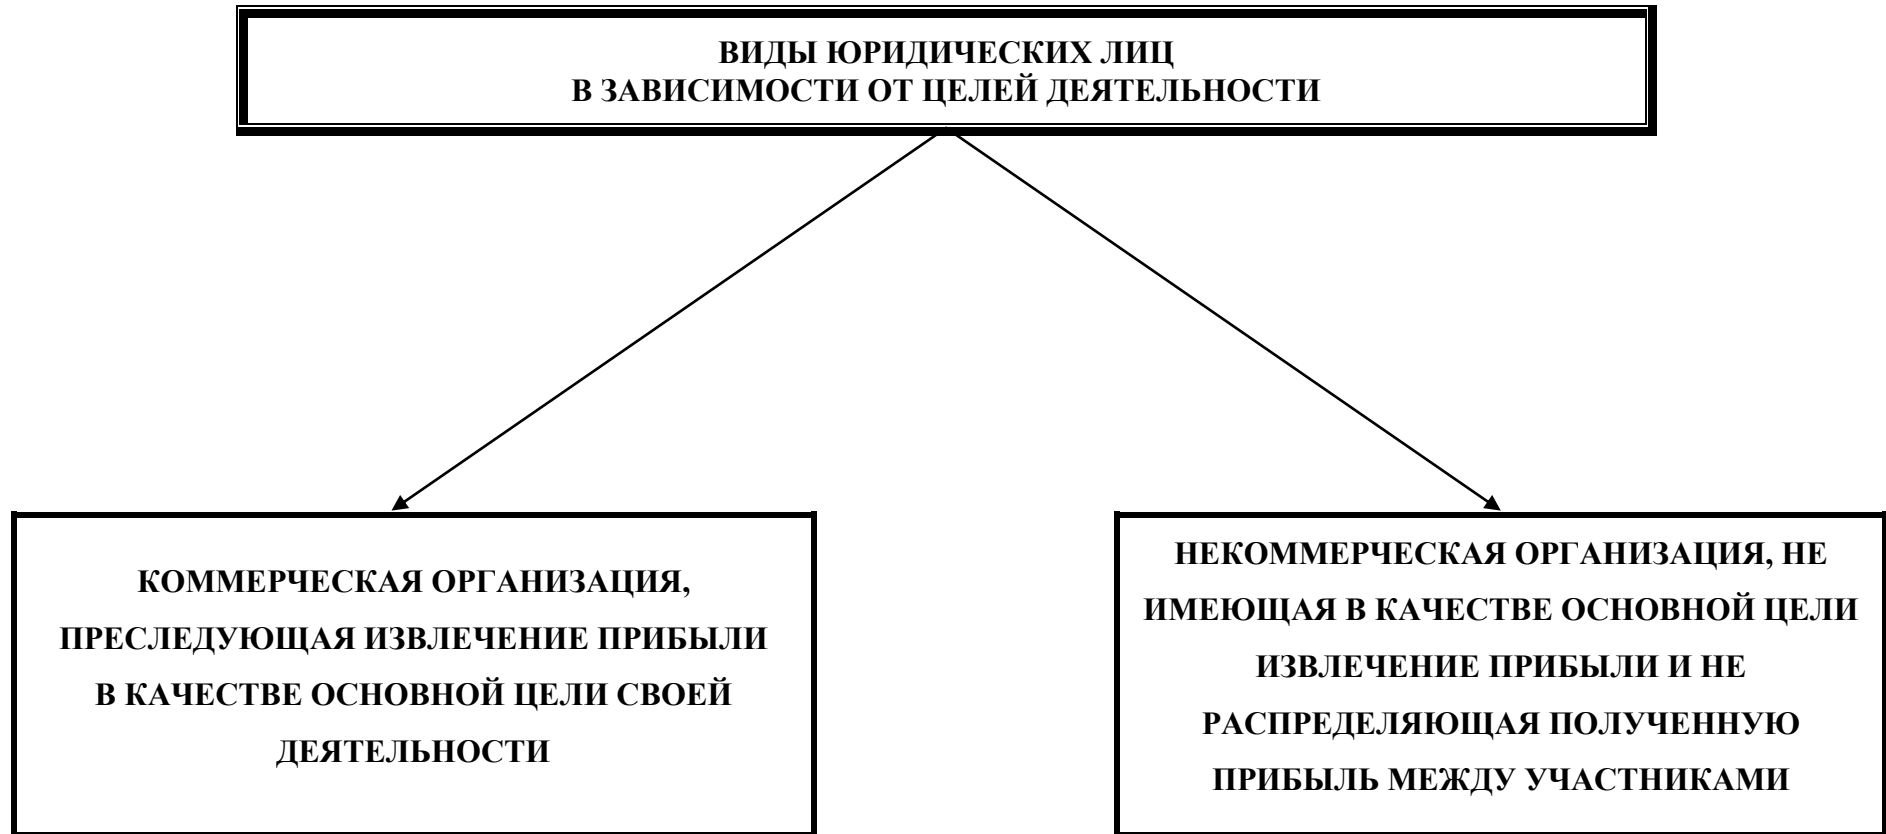 ВИДЫ ЮРИДИЧЕСКИХ ЛИЦ
В ЗАВИСИМОСТИ ОТ ЦЕЛЕЙ ДЕЯТЕЛЬНОСТИ
КОММЕРЧЕСКАЯ ОРГАНИЗАЦИЯ,
ПРЕСЛЕДУЮЩАЯ ИЗВЛЕЧЕНИЕ ПРИБЫЛИ
В КАЧЕСТВЕ ОСНОВНОЙ ЦЕЛИ СВОЕЙ
ДЕЯТЕЛЬНОСТИ
НЕКОММЕРЧЕСКАЯ ОРГАНИЗАЦИЯ, НЕ
ИМЕЮЩАЯ В КАЧЕСТВЕ ОСНОВНОЙ ЦЕЛИ
ИЗВЛЕЧЕНИЕ ПРИБЫЛИ И НЕ
РАСПРЕДЕЛЯЮЩАЯ ПОЛУЧЕННУЮ
ПРИБЫЛЬ МЕЖДУ УЧАСТНИКАМИ